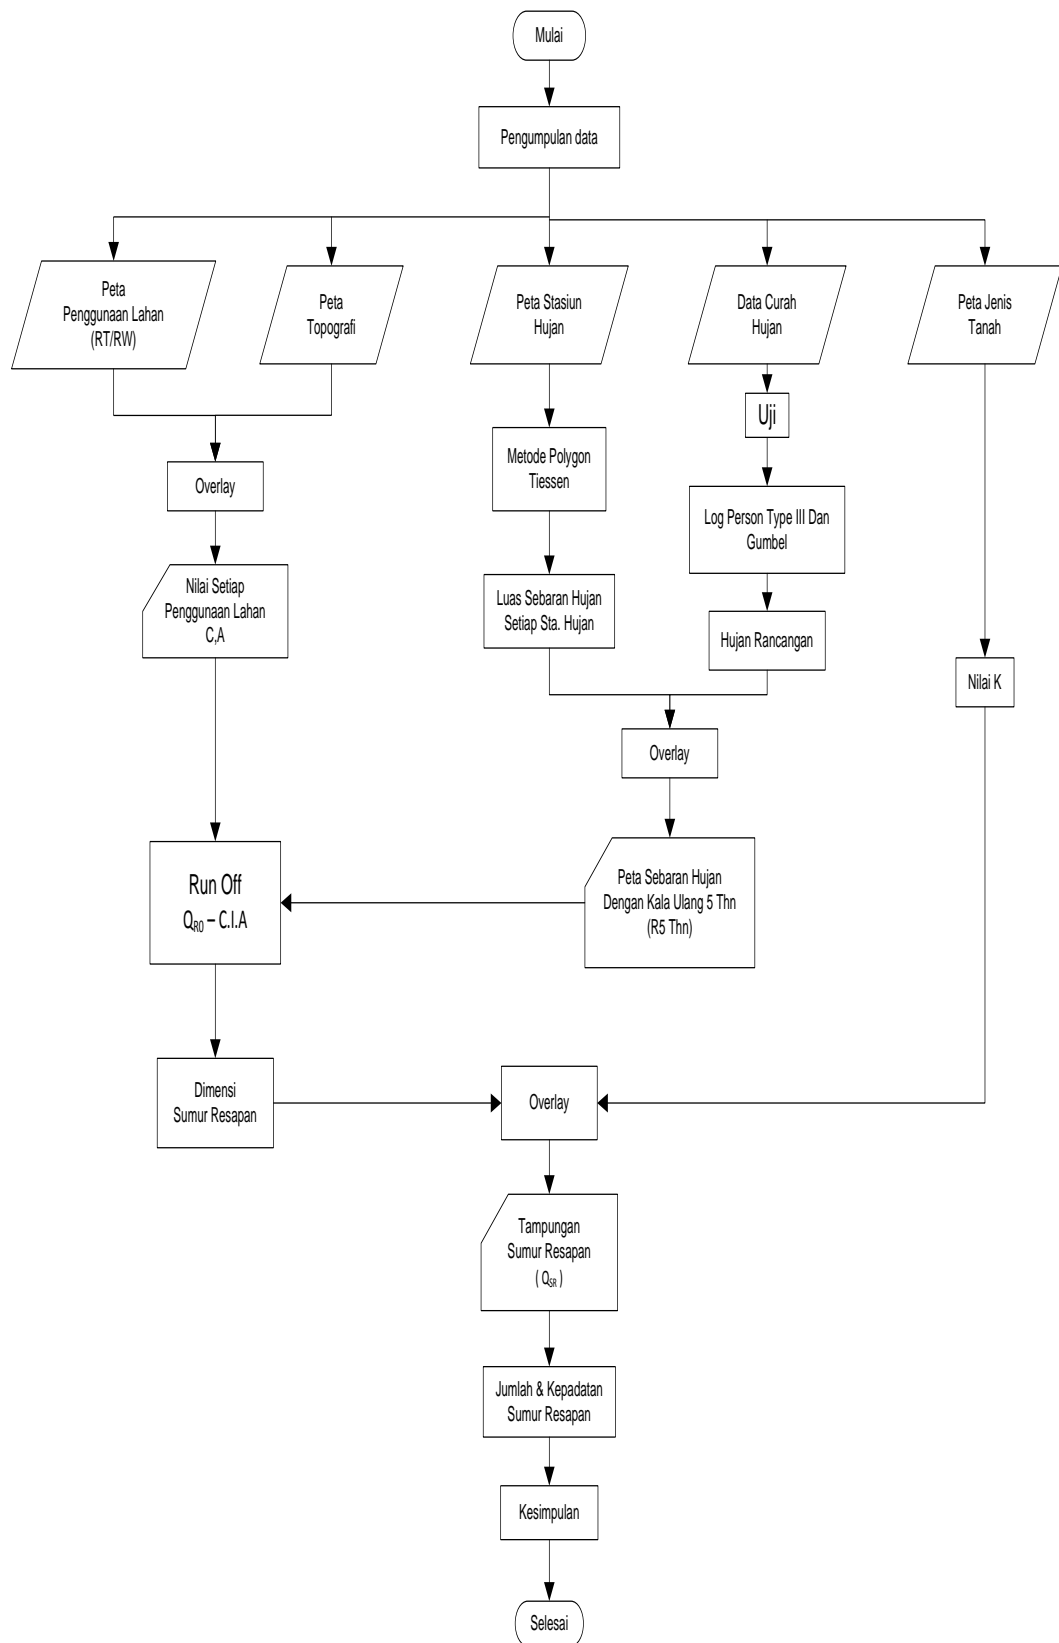 Mulai
Pengumpulan data
Peta
Penggunaan Lahan
(RT/RW)
Peta
Topografi
Peta Stasiun
Hujan
Data Curah
Hujan
Peta Jenis
Tanah
Uji
Metode Polygon
Tiessen
Overlay
Log Person Type III Dan
Gumbel
Nilai Setiap
Penggunaan Lahan
C,A
Luas Sebaran Hujan
Setiap Sta. Hujan
Hujan Rancangan
Nilai K
Overlay
Run Off
QRO – C.I.A
Peta Sebaran Hujan
Dengan Kala Ulang 5 Thn
(R5 Thn)
Dimensi
Sumur Resapan
Overlay
Tampungan
Sumur Resapan
( QSR )
Jumlah & Kepadatan
Sumur Resapan
Kesimpulan
Selesai